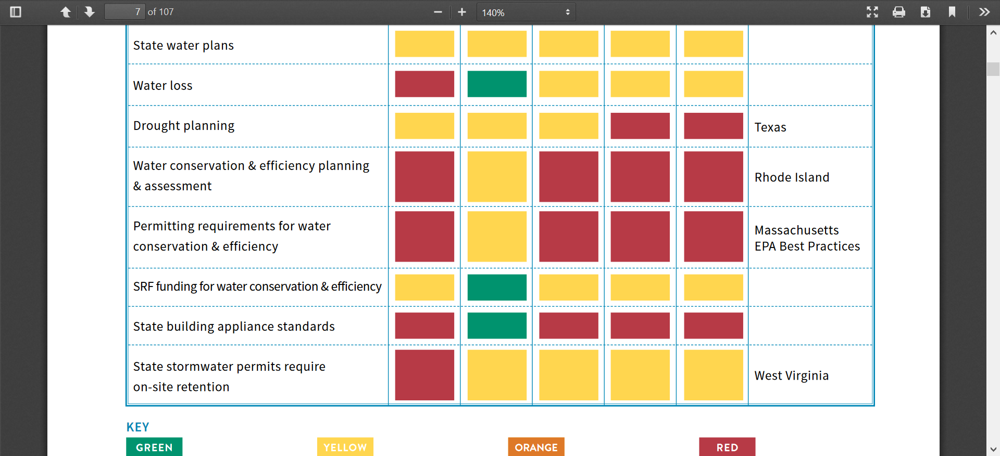 7 of 107
140%
State water plans
Water loss
Drought planning
Texas
Water conservation & efficiency planning
& assessment
Rhode Island
Permitting requirements for water
conservation & efficiency
Massachusetts
EPA Best Practices
SRF funding for water conservation & efficiency
State building appliance standards
State stormwater permits require
on-site retention
West Virginia
KEY
GREEN
YELLOW
ORANGE
RED